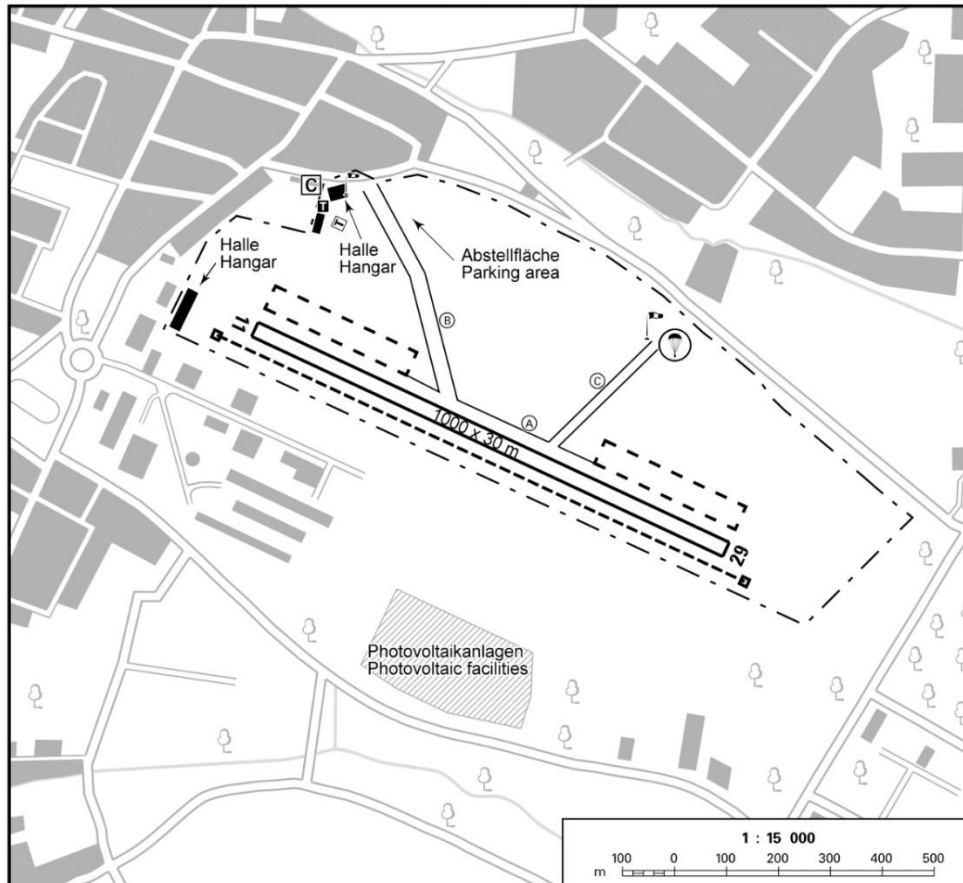 C
T
T
Halle
Hangar
Halle
Hangar
Abstellfläche
Parking area
B
11
C
A
1000 x 30 m
29
Photovoltaikanlagen
Photovoltaic facilities
1 : 15 000
m 100 0 100 200 300 400 500